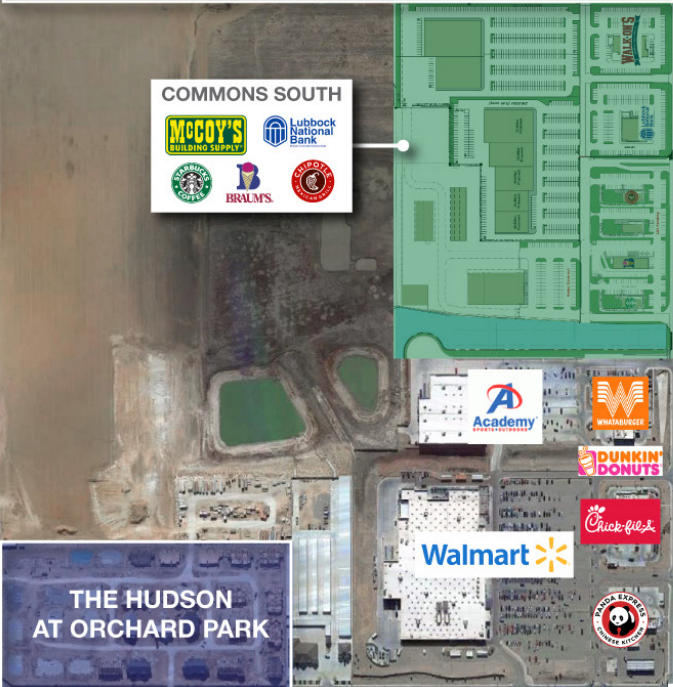 COMMONS SOUTH
McCOY'S
BUILDING SUPPLY
Lubbock
National
Bank
STARBUCKS
COFFEE
BRAUM'S
CHIPOTLE
MEXICAN GRILL
WALK-ON'S
Academy
SPORTS+OUTDOORS
WHATABURGER
DUNKIN'
DONUTS
Chick-fil-A
Walmart
PANDA EXPRESS
CHINESE KITCHEN
THE HUDSON
AT ORCHARD PARK